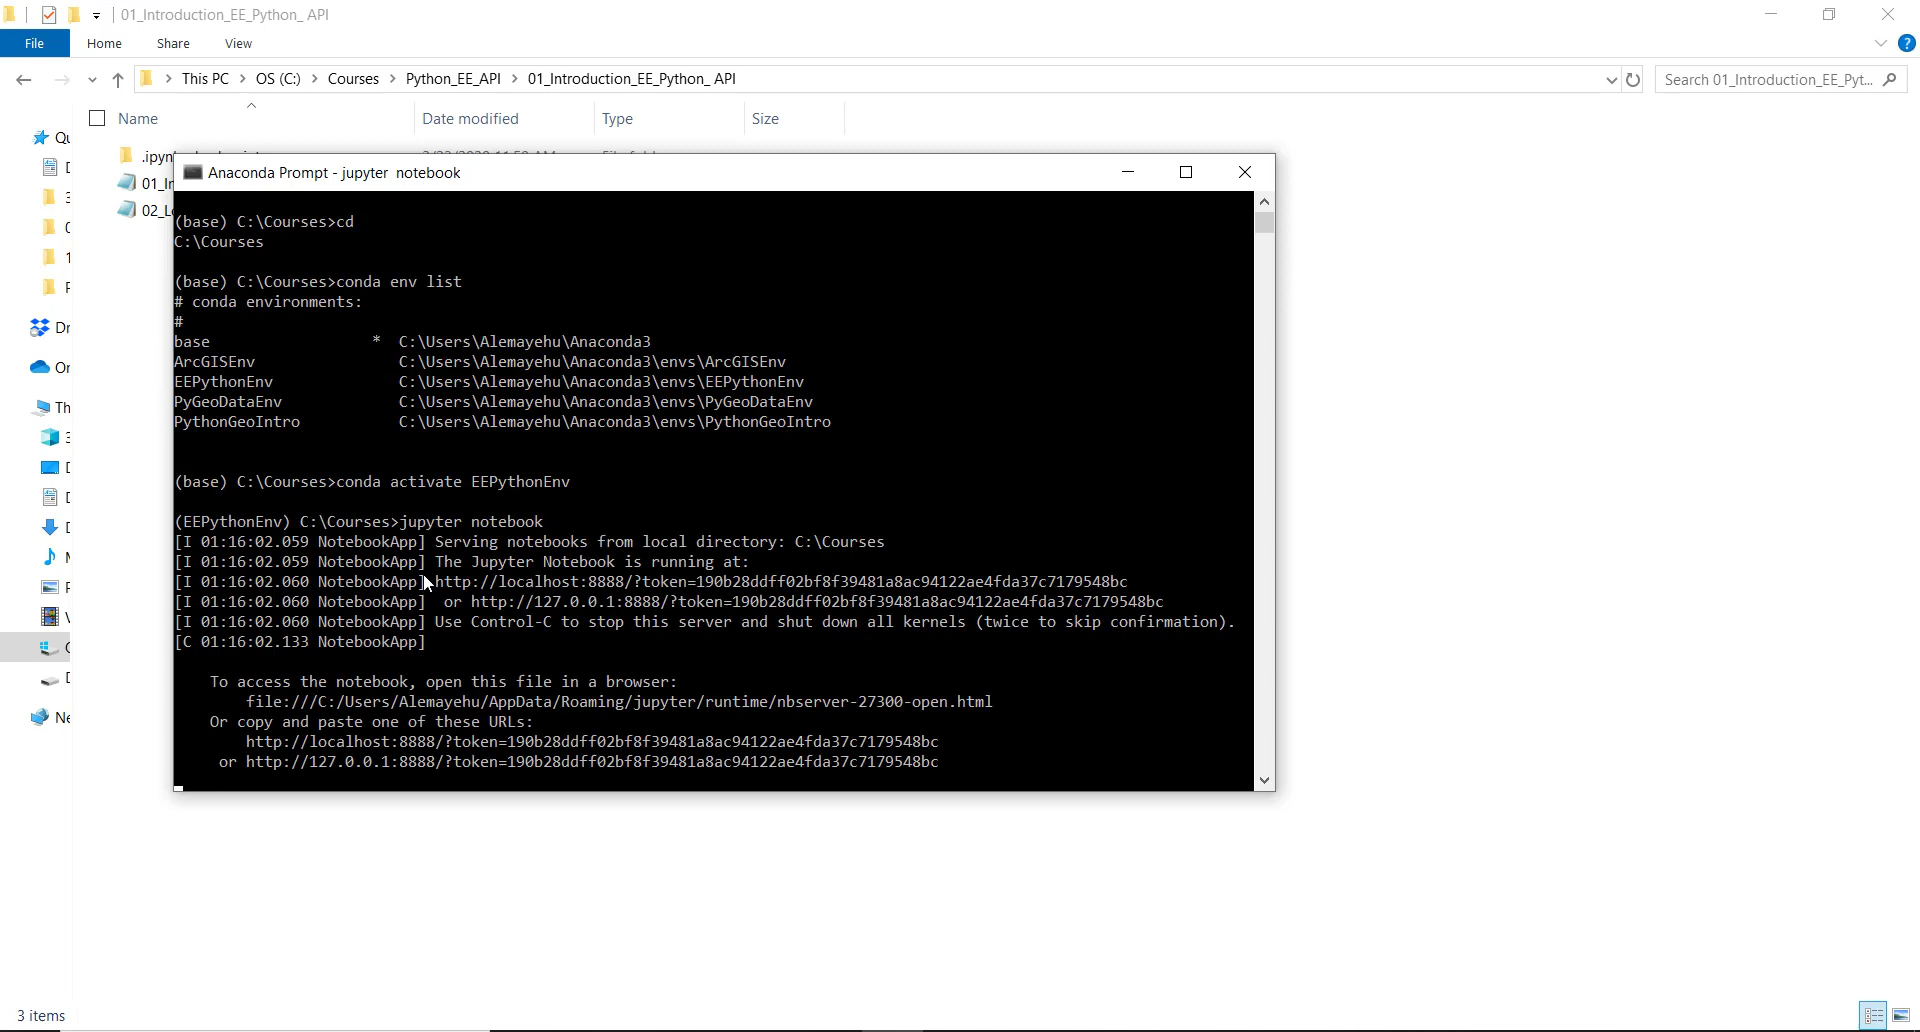 01_Introduction_EE_Python_ API
File Home Share View
This PC > OS (C:) > Courses > Python_EE_API > 01_Introduction_EE_Python_ API
Search 01_Introduction_EE_Pyt...
Name Date modified Type Size
.ipyn
01_In
02_L
Anaconda Prompt - jupyter notebook
(base) C:\Courses>cd
C:\Courses
(base) C:\Courses>conda env list
# conda environments:
#
base * C:\Users\Alemayehu\Anaconda3
ArcGISEnv C:\Users\Alemayehu\Anaconda3\envs\ArcGISEnv
EEPythonEnv C:\Users\Alemayehu\Anaconda3\envs\EEPythonEnv
PyGeoDataEnv C:\Users\Alemayehu\Anaconda3\envs\PyGeoDataEnv
PythonGeoIntro C:\Users\Alemayehu\Anaconda3\envs\PythonGeoIntro
(base) C:\Courses>conda activate EEPythonEnv
(EEPythonEnv) C:\Courses>jupyter notebook
[I 01:16:02.059 NotebookApp] Serving notebooks from local directory: C:\Courses
[I 01:16:02.059 NotebookApp] The Jupyter Notebook is running at:
[I 01:16:02.060 NotebookApp] http://localhost:8888/?token=190b28ddff02bf8f39481a8ac94122ae4fda37c7179548bc
[I 01:16:02.060 NotebookApp] or http://127.0.0.1:8888/?token=190b28ddff02bf8f39481a8ac94122ae4fda37c7179548bc
[I 01:16:02.060 NotebookApp] Use Control-C to stop this server and shut down all kernels (twice to skip confirmation).
[C 01:16:02.133 NotebookApp]
To access the notebook, open this file in a browser:
file:///C:/Users/Alemayehu/AppData/Roaming/jupyter/runtime/nbserver-27300-open.html
Or copy and paste one of these URLs:
http://localhost:8888/?token=190b28ddff02bf8f39481a8ac94122ae4fda37c7179548bc
or http://127.0.0.1:8888/?token=190b28ddff02bf8f39481a8ac94122ae4fda37c7179548bc
3 items